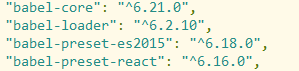 "babel-core": "^6.21.0",
"babel-loader": "^6.2.10",
"babel-preset-es2015": "^6.18.0",
"babel-preset-react": "^6.16.0",